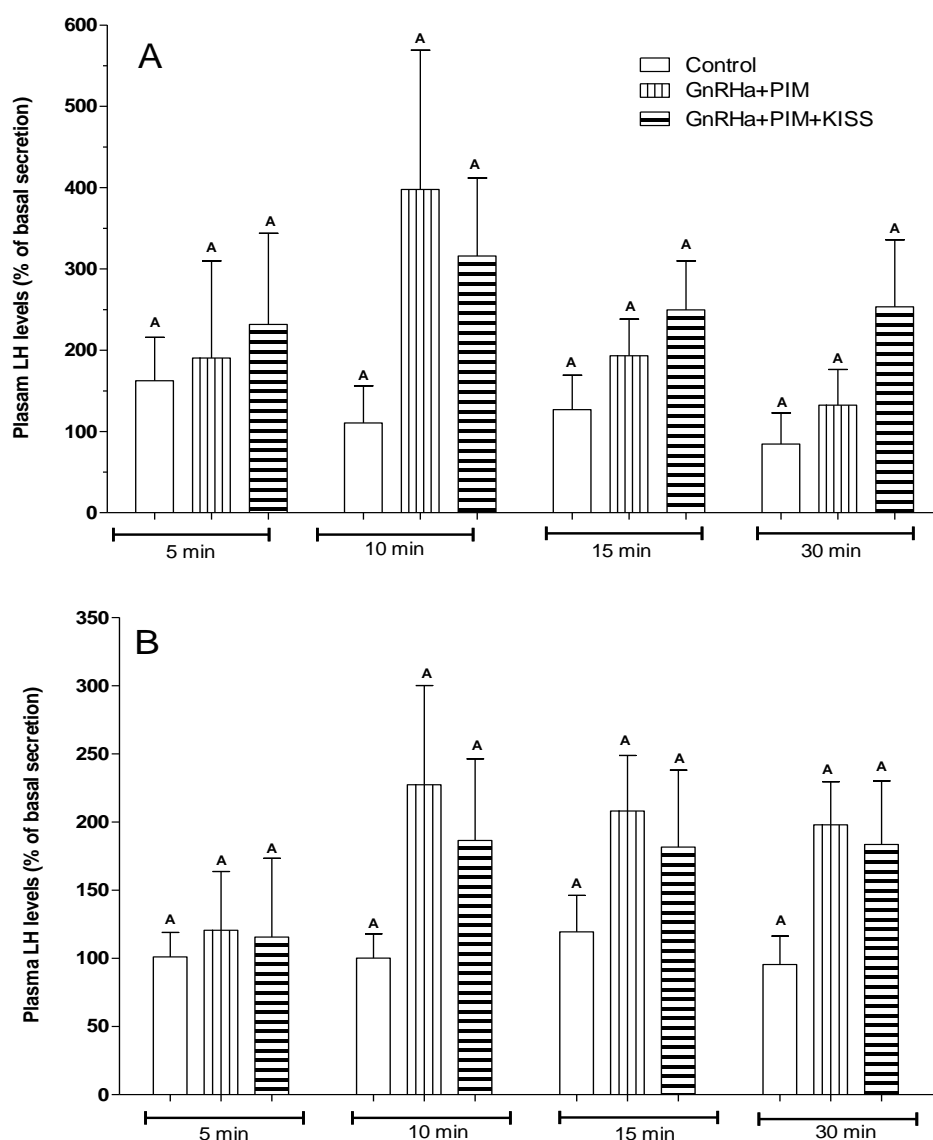 A
Control
GnRHa+PIM
GnRHa+PIM+KISS
Plasam LH levels (% of basal secretion)
600
500
400
300
200
100
0
A
A
A
A
A
A
A
A
A
A
A
A
5 min
10 min
15 min
30 min
B
Plasma LH levels (% of basal secretion)
350
300
250
200
150
100
50
0
A
A
A
A
A
A
A
A
A
A
A
A
5 min
10 min
15 min
30 min